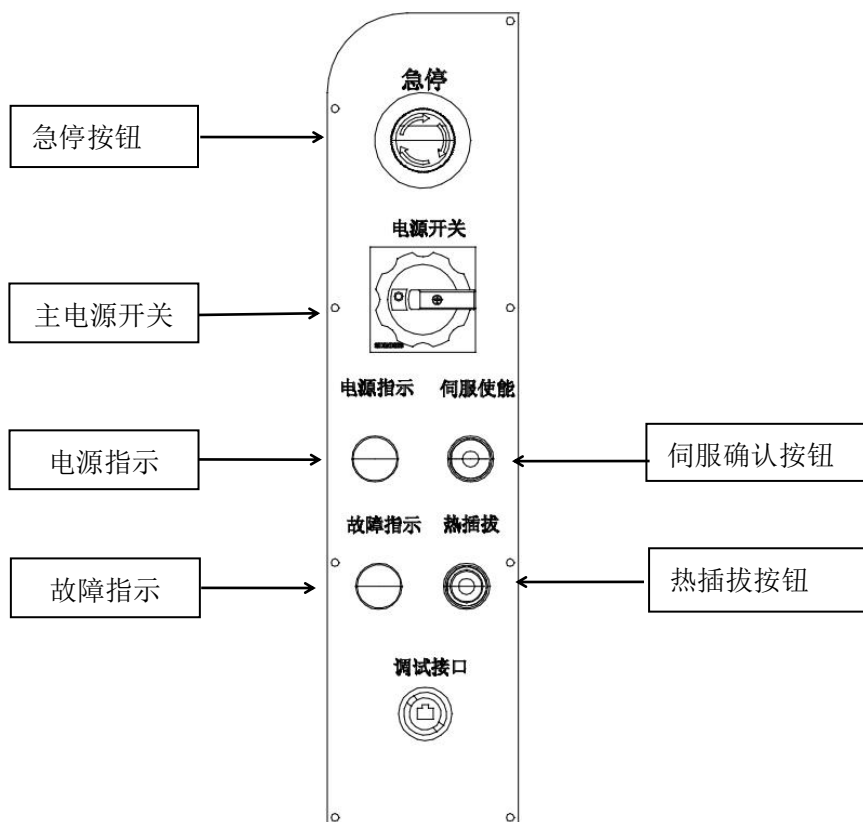 急停
急停按钮
电源开关
主电源开关
电源指示 伺服使能
电源指示
伺服确认按钮
故障指示 热插拔
故障指示
热插拔按钮
调试接口